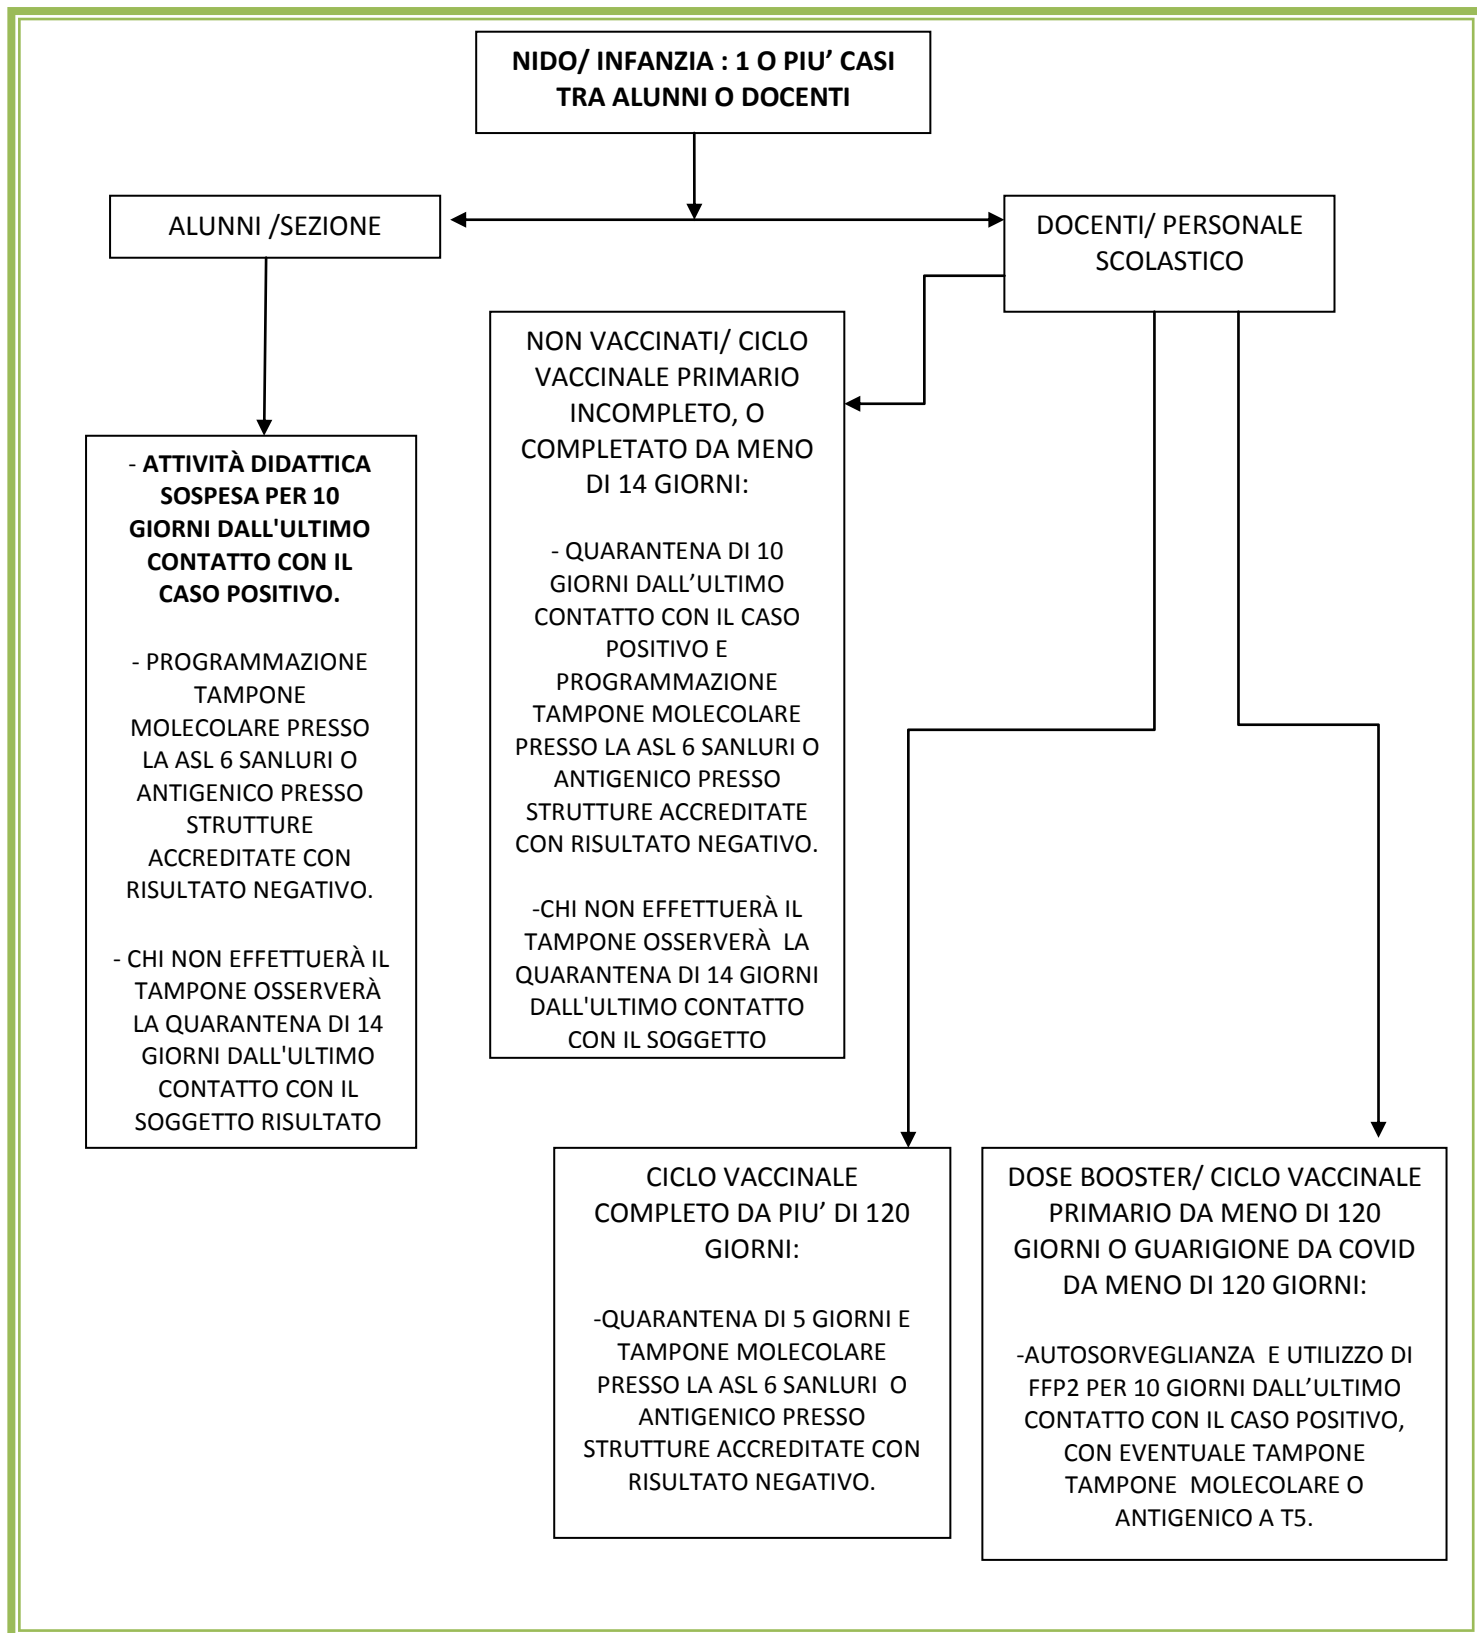 NIDO/ INFANZIA : 1 O PIU’ CASI
TRA ALUNNI O DOCENTI
ALUNNI /SEZIONE
DOCENTI/ PERSONALE
SCOLASTICO
- ATTIVITÀ DIDATTICA
SOSPESA PER 10
GIORNI DALL'ULTIMO
CONTATTO CON IL
CASO POSITIVO.
- PROGRAMMAZIONE
TAMPONE
MOLECOLARE PRESSO
LA ASL 6 SANLURI O
ANTIGENICO PRESSO
STRUTTURE
ACCREDITATE CON
RISULTATO NEGATIVO.
- CHI NON EFFETTUERÀ IL
TAMPONE OSSERVERÀ
LA QUARANTENA DI 14
GIORNI DALL'ULTIMO
CONTATTO CON IL
SOGGETTO RISULTATO
NON VACCINATI/ CICLO
VACCINALE PRIMARIO
INCOMPLETO, O
COMPLETATO DA MENO
DI 14 GIORNI:
- QUARANTENA DI 10
GIORNI DALL’ULTIMO
CONTATTO CON IL CASO
POSITIVO E
PROGRAMMAZIONE
TAMPONE MOLECOLARE
PRESSO LA ASL 6 SANLURI O
ANTIGENICO PRESSO
STRUTTURE ACCREDITATE
CON RISULTATO NEGATIVO.
-CHI NON EFFETTUERÀ IL
TAMPONE OSSERVERÀ  LA
QUARANTENA DI 14 GIORNI
DALL'ULTIMO CONTATTO
CON IL SOGGETTO
CICLO VACCINALE
COMPLETO DA PIU’ DI 120
GIORNI:
-QUARANTENA DI 5 GIORNI E
TAMPONE MOLECOLARE
PRESSO LA ASL 6 SANLURI  O
ANTIGENICO PRESSO
STRUTTURE ACCREDITATE CON
RISULTATO NEGATIVO.
DOSE BOOSTER/ CICLO VACCINALE
PRIMARIO DA MENO DI 120
GIORNI O GUARIGIONE DA COVID
DA MENO DI 120 GIORNI:
-AUTOSORVEGLIANZA  E UTILIZZO DI
FFP2 PER 10 GIORNI DALL’ULTIMO
CONTATTO CON IL CASO POSITIVO,
CON EVENTUALE TAMPONE
TAMPONE  MOLECOLARE O
ANTIGENICO A T5.